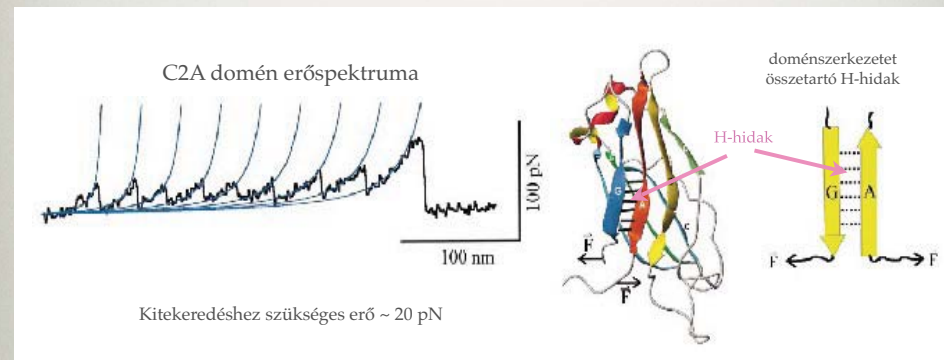 C2A domén erőspektruma
100 pN
100 nm
Kitekeredéshez szükséges erő ~ 20 pN
H-hidak
G
A
C
F
F
doménszerkezetet
összetartó H-hidak
G
A
F
F